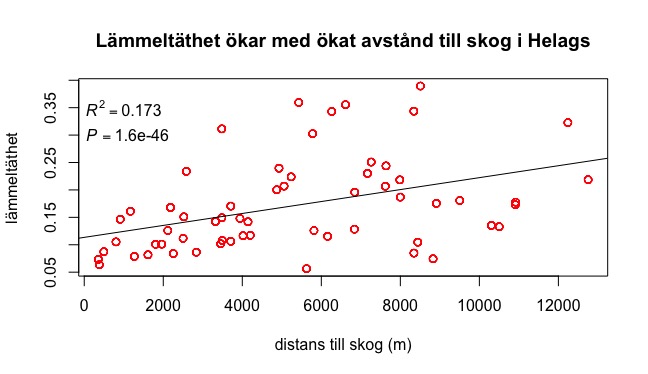 Lämmeltäthet ökar med ökat avstånd till skog i Helags
R² = 0.173
P = 1.6e-46
lämmeltäthet
0.05 0.15 0.25 0.35
0 2000 4000 6000 8000 10000 12000
distans till skog (m)